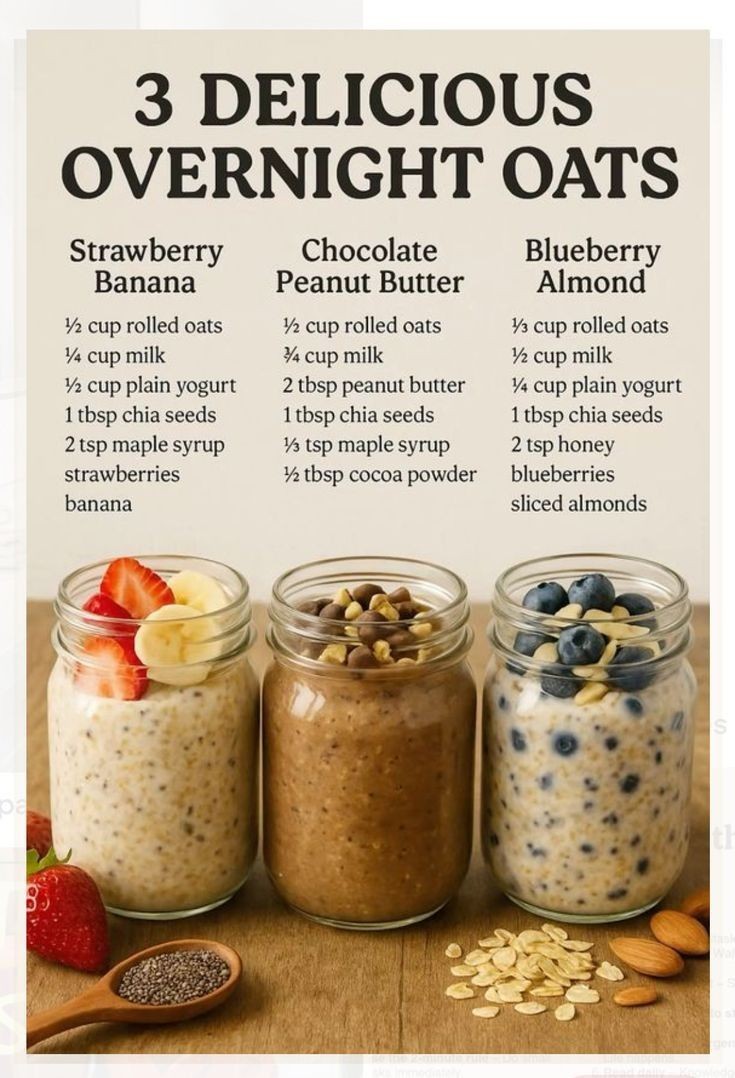 3 DELICIOUS
OVERNIGHT OATS
Strawberry
Banana
½ cup rolled oats
¼ cup milk
½ cup plain yogurt
1 tbsp chia seeds
2 tsp maple syrup
strawberries
banana
Chocolate
Peanut Butter
½ cup rolled oats
¾ cup milk
2 tbsp peanut butter
1 tbsp chia seeds
⅓ tsp maple syrup
½ tbsp cocoa powder
Blueberry
Almond
⅓ cup rolled oats
½ cup milk
¼ cup plain yogurt
1 tbsp chia seeds
2 tsp honey
blueberries
sliced almonds